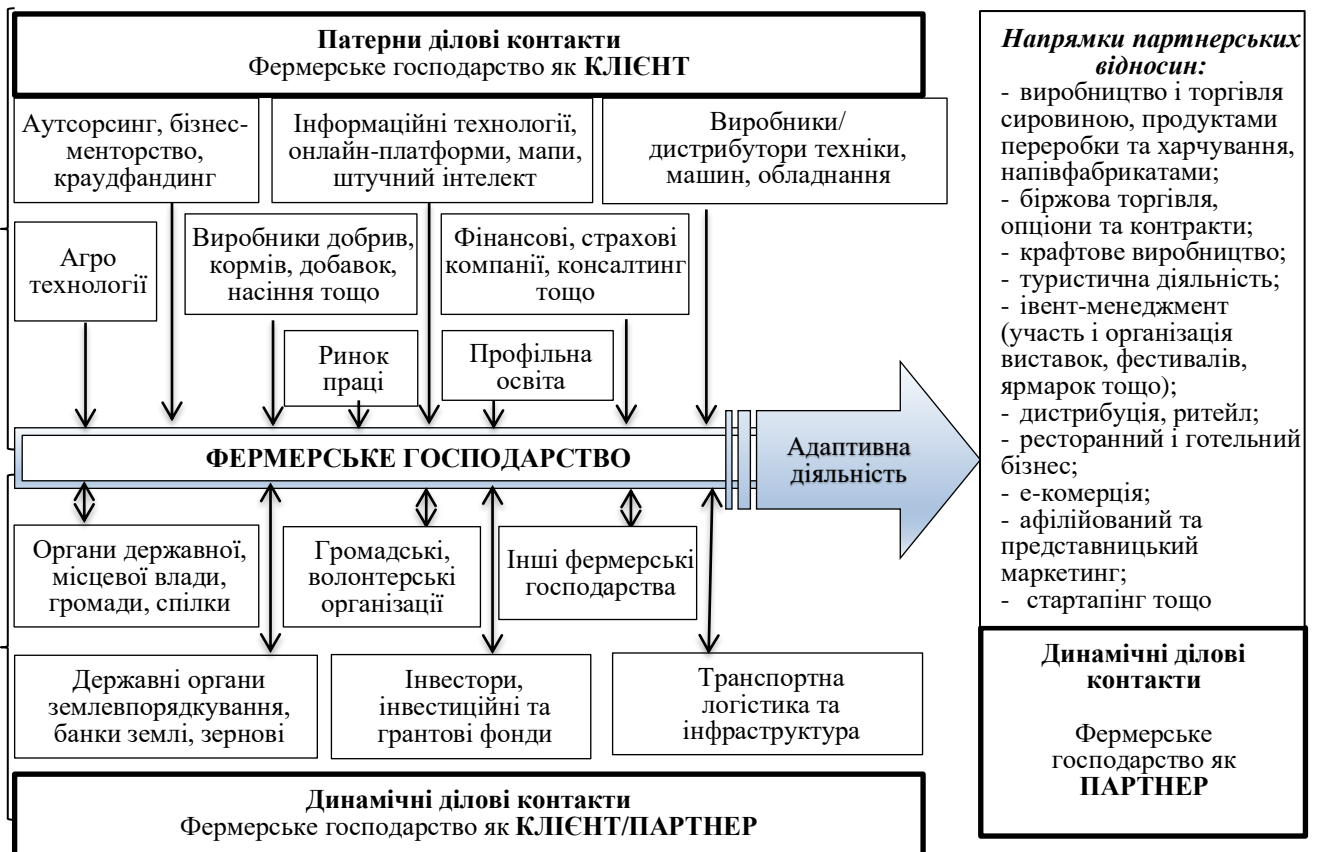 Патерни ділові контакти
Фермерське господарство як КЛІЄНТ
Аутсорсинг, бізнес-
менторство,
краудфандинг
Інформаційні технології,
онлайн-платформи, мапи,
штучний інтелект
Виробники/
дистрибутори техніки,
машин, обладнання
Агро
технології
Виробники добрив,
кормів, добавок,
насіння тощо
Фінансові, страхові
компанії, консалтинг
тощо
Ринок
праці
Профільна
освіта
ФЕРМЕРСЬКЕ ГОСПОДАРСТВО
Адаптивна
діяльність
Органи державної,
місцевої влади,
громади, спілки
Громадські,
волонтерські
організації
Інші фермерські
господарства
Державні органи
землевпорядкування,
банки землі, зернові
Інвестори,
інвестиційні та
грантові фонди
Транспортна
логістика та
інфраструктура
Динамічні ділові контакти
Фермерське господарство як КЛІЄНТ/ПАРТНЕР
Напрямки партнерських
відносин:
- виробництво і торгівля
сировиною, продуктами
переробки та харчування,
напівфабрикатами;
- біржова торгівля,
опціони та контракти;
- крафтове виробництво;
- туристична діяльність;
- івент-менеджмент
(участь і організація
виставок, фестивалів,
ярмарок тощо);
- дистрибуція, ритейл;
- ресторанний і готельний
бізнес;
- е-комерція;
- афілійований та
представницький
маркетинг;
- стартапінг тощо
Динамічні ділові
контакти
Фермерське
господарство як
ПАРТНЕР